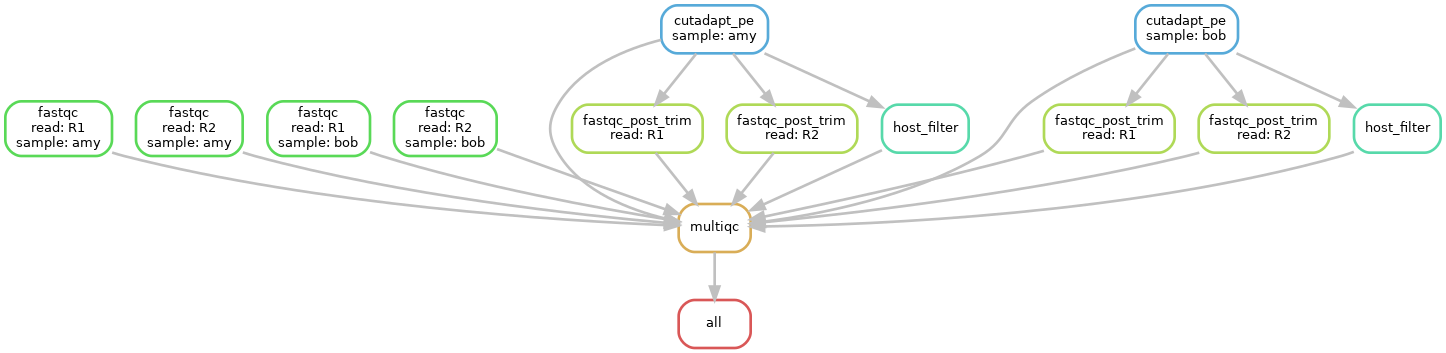 cutadapt_pe
sample: amy
cutadapt_pe
sample: bob
fastqc
read: R1
sample: amy
fastqc
read: R2
sample: amy
fastqc
read: R1
sample: bob
fastqc
read: R2
sample: bob
fastqc_post_trim
read: R1
fastqc_post_trim
read: R2
host_filter
fastqc_post_trim
read: R1
fastqc_post_trim
read: R2
host_filter
multiqc
all